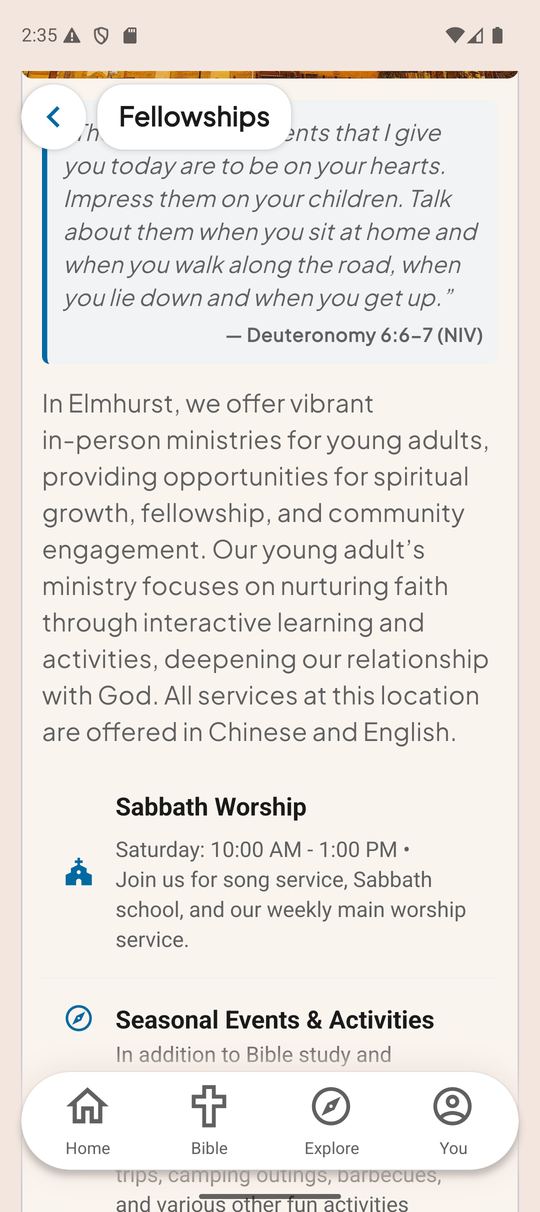 2:35
Fellowships
ents that I give
you today are to be on your hearts.
Impress them on your children. Talk
about them when you sit at home and
when you walk along the road, when
you lie down and when you get up.”
— Deuteronomy 6:6–7 (NIV)
In Elmhurst, we offer vibrant
in-person ministries for young adults,
providing opportunities for spiritual
growth, fellowship, and community
engagement. Our young adult’s
ministry focuses on nurturing faith
through interactive learning and
activities, deepening our relationship
with God. All services at this location
are offered in Chinese and English.
Sabbath Worship
Saturday: 10:00 AM - 1:00 PM •
Join us for song service, Sabbath
school, and our weekly main worship
service.
Seasonal Events & Activities
In addition to Bible study and
Home
Bible
Explore
You
trips, camping outings, barbecues,
and various other fun activities